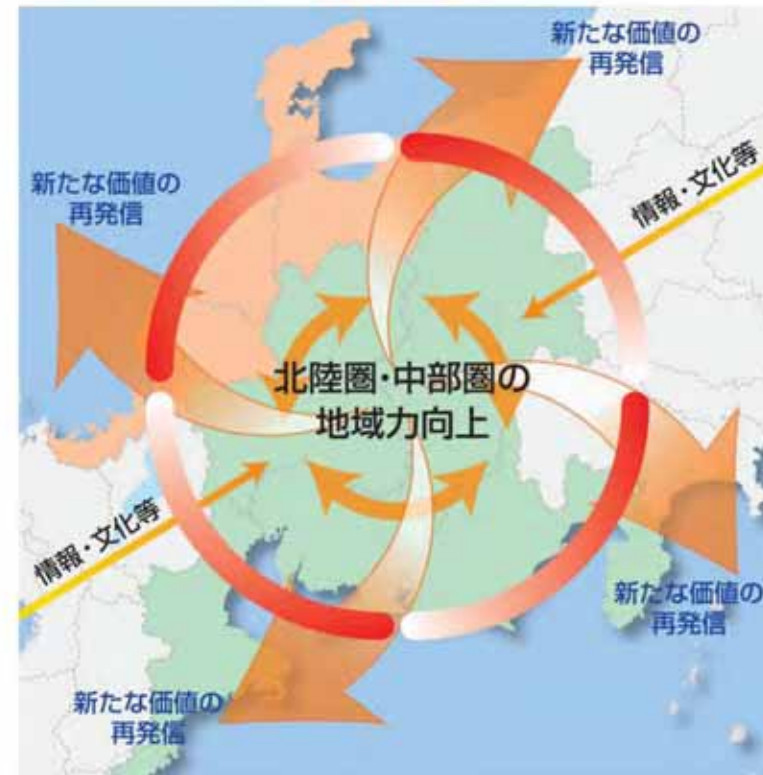 新たな価値の
再発信
新たな価値の
再発信
情報・文化等
北陸圏・中部圏の
地域力向上
情報・文化等
新たな価値の
再発信
新たな価値の
再発信